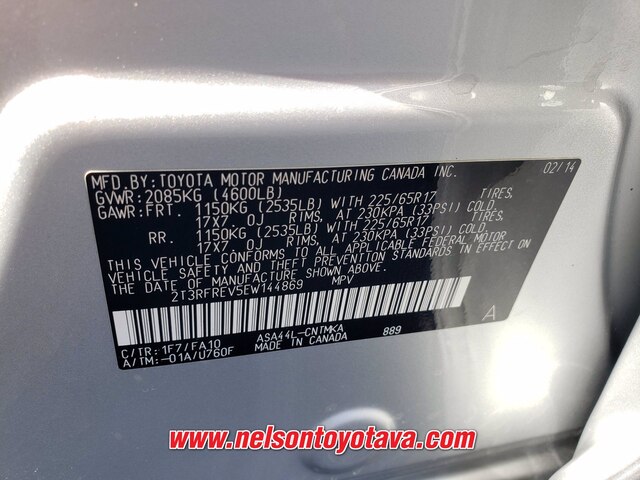 MFD.BY: TOYOTA MOTOR MANUFACTURING CANADA INC. 02/14
GVWR: 2085KG (4600LB)
GAWR: FRT. 1150KG (2535LB) WITH 225/65R17 TIRES,
17X7.0J RIMS, AT 230KPA (33PSI) COLD.
RR. 1150KG (2535LB) WITH 225/65R17 TIRES,
17X7.0J RIMS, AT 230KPA (33PSI) COLD.
THIS VEHICLE CONFORMS TO ALL APPLICABLE FEDERAL MOTOR
VEHICLE SAFETY, BUMPER, AND THEFT PREVENTION STANDARDS IN EFFECT ON
THE DATE OF MANUFACTURE SHOWN ABOVE.
2T3RFREV5EW144869 MPV
A
C/TR: 1F7/FA10 ASA44L-CNTMKA 889
A/TM:-01A/U760F MADE IN CANADA
www.nelsontoyotava.com